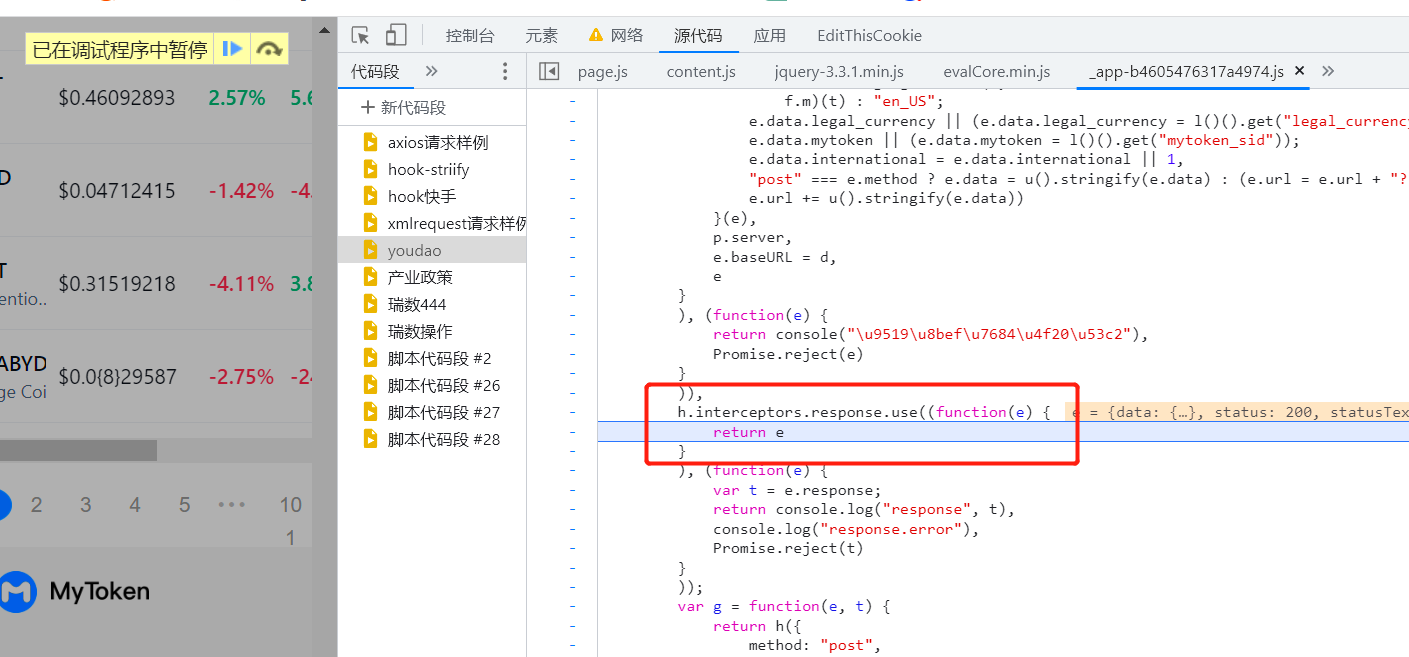 已在调试程序中暂停
控制台 元素 网络 源代码 应用 EditThisCookie
代码段 page.js content.js jquery-3.3.1.min.js evalCore.min.js _app-b4605476317a4974.js ×
$0.46092893 2.57% 5.6
D $0.04712415 -1.42% -4.
T $0.31519218 -4.11% 3.8
entio..
ABYD $0.0{8}29587 -2.75% -24
ge Coi
2 3 4 5 ··· 10
1
MyToken
+ 新代码段
axios请求样例
hook-striify
hook快手
xmlrequest请求样例
youdao
产业政策
瑞数444
瑞数操作
脚本代码段 #2
脚本代码段 #26
脚本代码段 #27
脚本代码段 #28
f.m)(t) : "en_US";
e.data.legal_currency || (e.data.legal_currency = l()().get("legal_currency
e.data.mytoken || (e.data.mytoken = l()().get("mytoken_sid"));
e.data.international = e.data.international || 1,
"post" === e.method ? e.data = u().stringify(e.data) : (e.url = e.url + "?
e.url += u().stringify(e.data))
}(e),
p.server,
e.baseURL = d,
e
}
), (function(e) {
return console("\u9519\u8bef\u7684\u4f20\u53c2"),
Promise.reject(e)
}
)),
h.interceptors.response.use((function(e) { e = {data: {…}, status: 200, statusTex
return e
}
), (function(e) {
var t = e.response;
return console.log("response", t),
console.log("response.error"),
Promise.reject(t)
}
));
var g = function(e, t) {
return h({
method: "post",